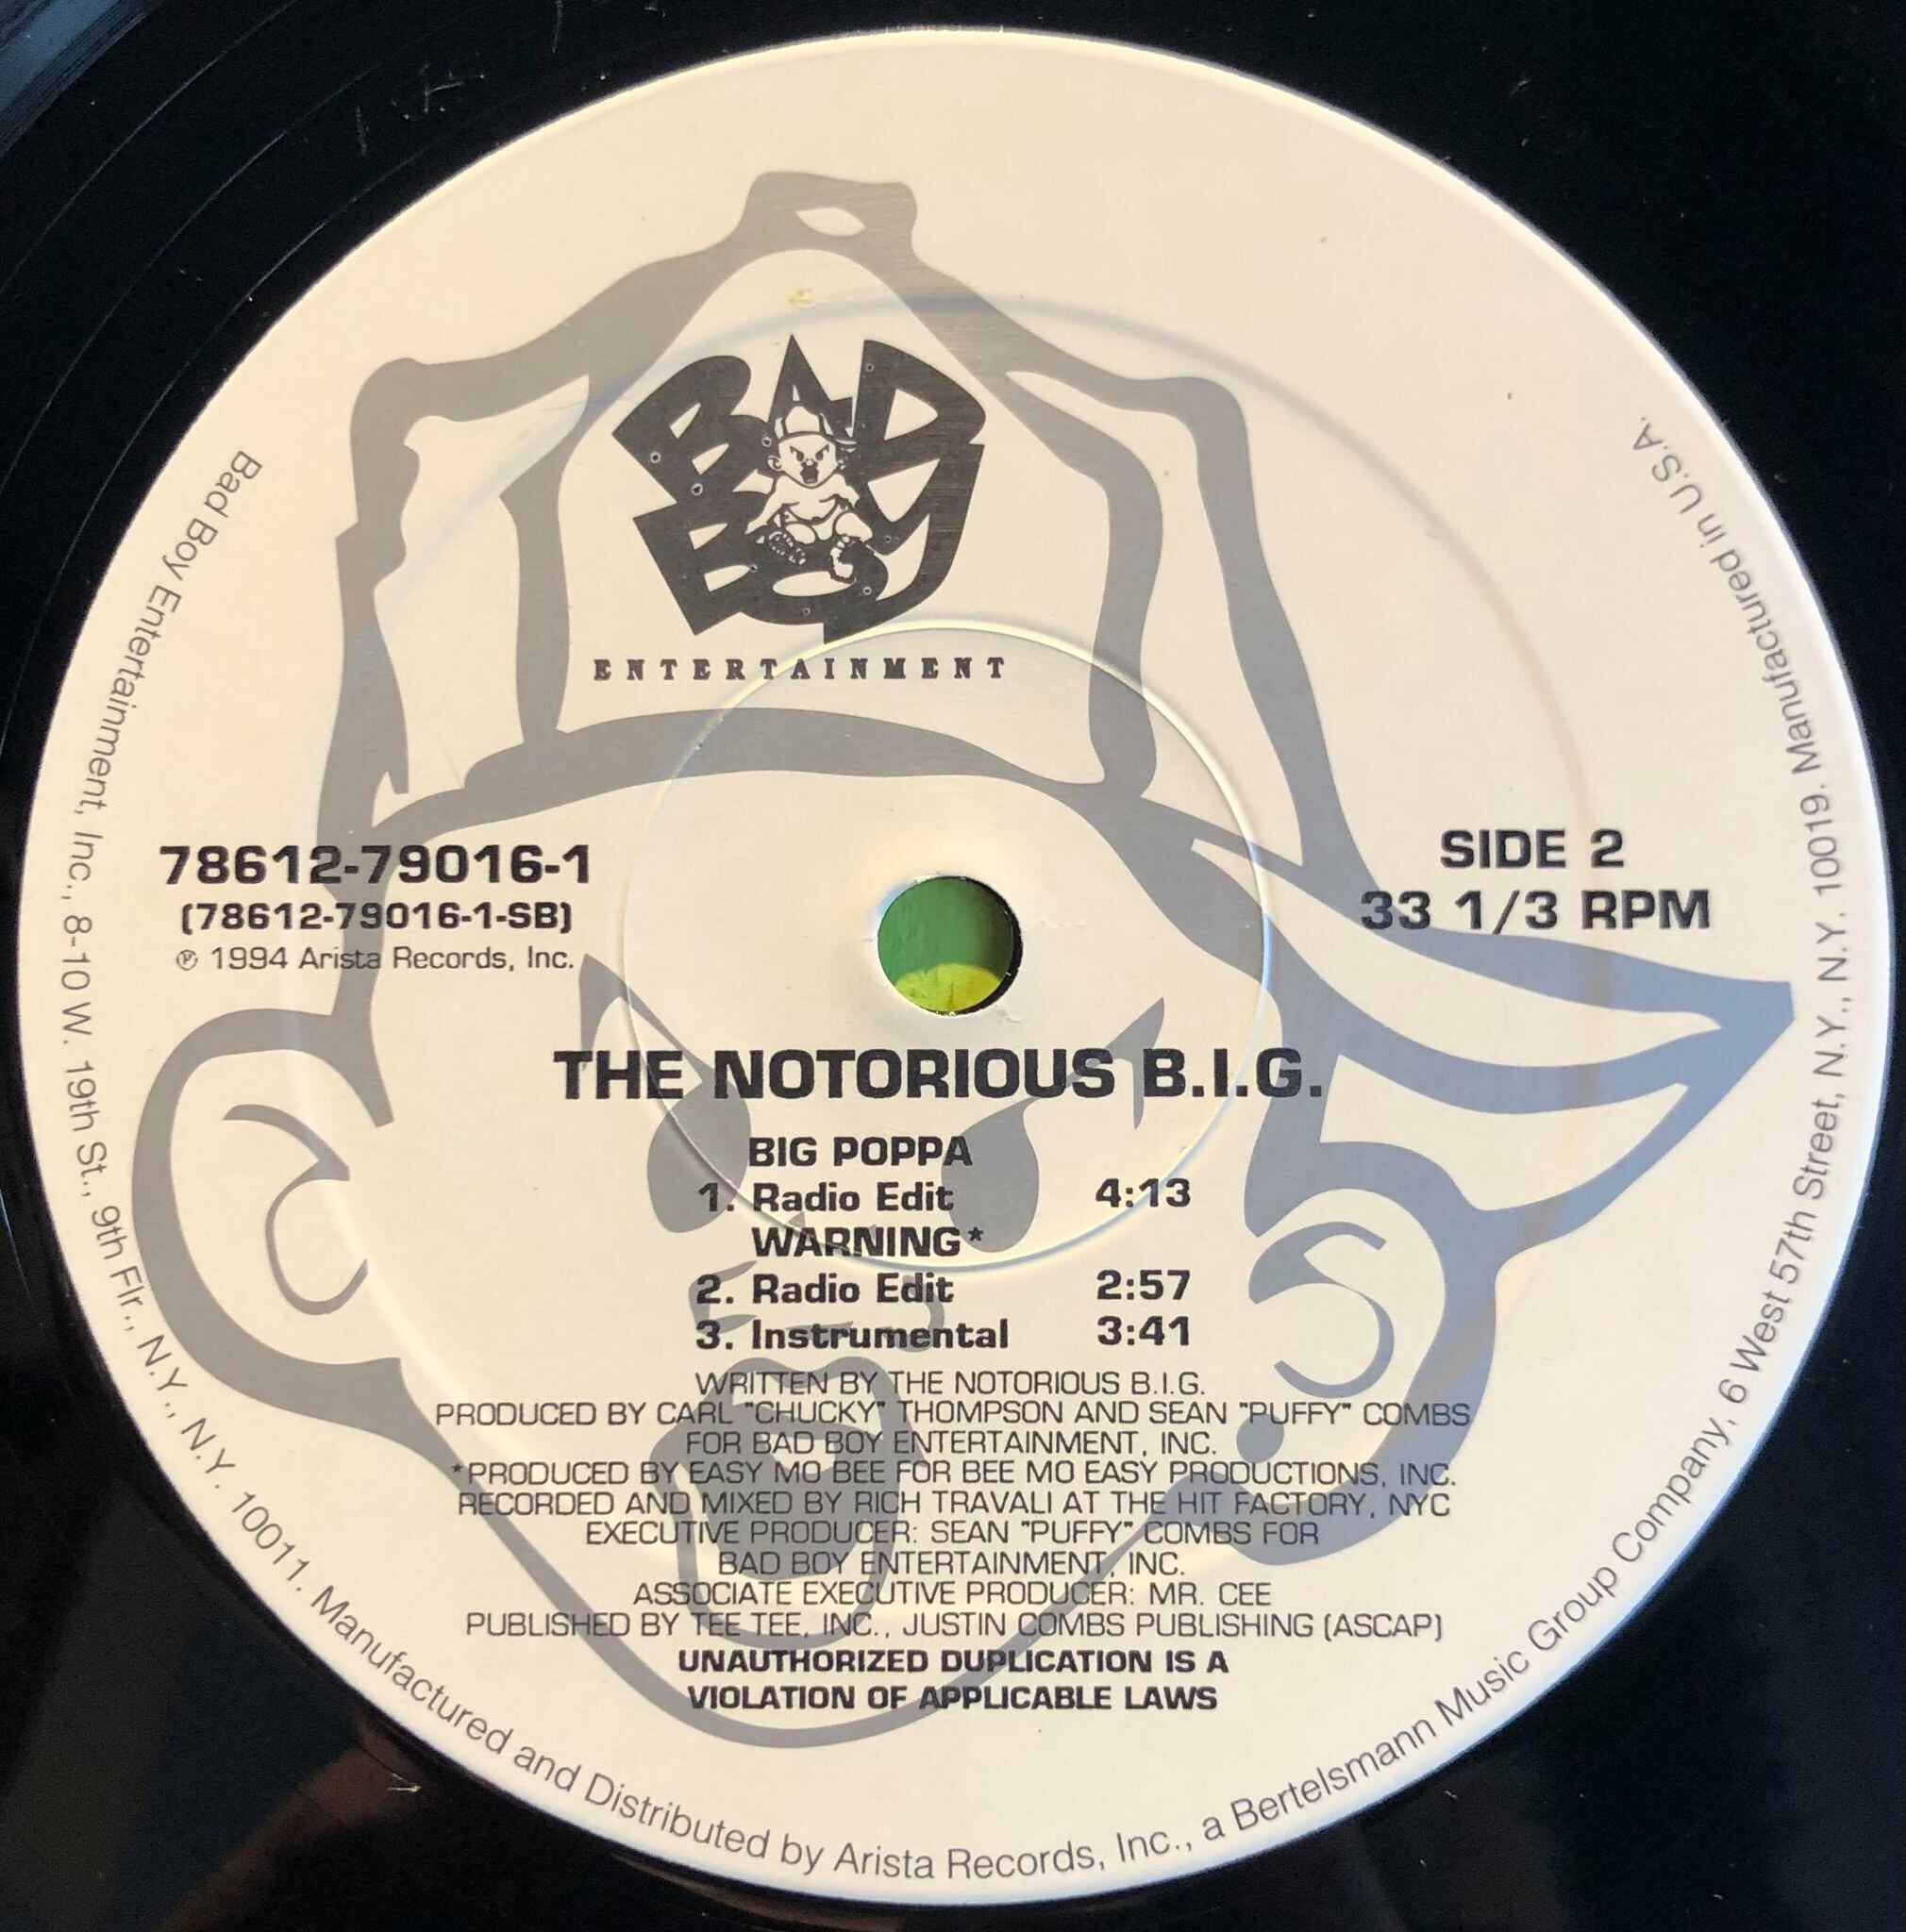 BAD BOY
ENTERTAINMENT
78612-79016-1
(78612-79016-1-SB)
℗ 1994 Arista Records, Inc.
SIDE 2
33 1/3 RPM
THE NOTORIOUS B.I.G.
BIG POPPA
1. Radio Edit 4:13
WARNING*
2. Radio Edit 2:57
3. Instrumental 3:41
WRITTEN BY THE NOTORIOUS B.I.G.
PRODUCED BY CARL "CHUCKY" THOMPSON AND SEAN "PUFFY" COMBS
FOR BAD BOY ENTERTAINMENT, INC.
*PRODUCED BY EASY MO BEE FOR BEE MO EASY PRODUCTIONS, INC.
RECORDED AND MIXED BY RICH TRAVALI AT THE HIT FACTORY, NYC
EXECUTIVE PRODUCER: SEAN "PUFFY" COMBS FOR
BAD BOY ENTERTAINMENT, INC.
ASSOCIATE EXECUTIVE PRODUCER: MR. CEE
PUBLISHED BY TEE TEE, INC., JUSTIN COMBS PUBLISHING (ASCAP)
UNAUTHORIZED DUPLICATION IS A
VIOLATION OF APPLICABLE LAWS
Bad Boy Entertainment, Inc., 8-10 W. 19th St., 9th Flr., N.Y., N.Y. 10011. Manufactured and Distributed by Arista Records, Inc., a Bertelsmann Music Group Company, 6 West 57th Street, N.Y., N.Y. 10019. Manufactured in U.S.A.